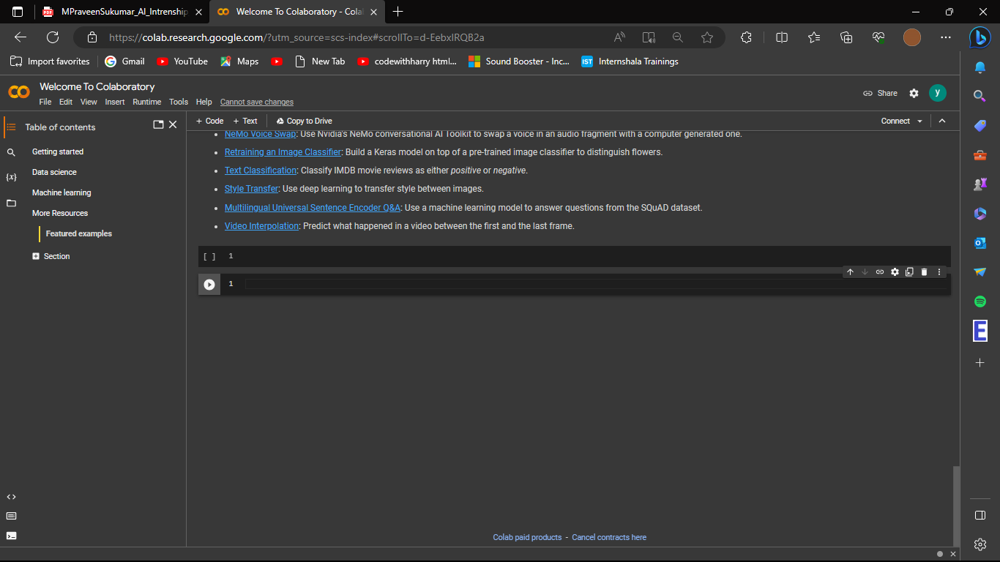 MPraveenSukumar_AI_Intrenship
Welcome To Colaboratory - Cola
https://colab.research.google.com/?utm_source=scs-index#scrollTo=d-EebxIRQB2a
Import favorites Gmail YouTube Maps New Tab codewithharry html... Sound Booster - Inc... IST Internshala Trainings
Welcome To Colaboratory
File Edit View Insert Runtime Tools Help Cannot save changes
Share y
Table of contents
+ Code + Text Copy to Drive Connect
Getting started
Data science
Machine learning
More Resources
Featured examples
Section
NeMo Voice Swap: Use Nvidia's NeMo conversational AI Toolkit to swap a voice in an audio fragment with a computer generated one.
Retraining an Image Classifier: Build a Keras model on top of a pre-trained image classifier to distinguish flowers.
Text Classification: Classify IMDB movie reviews as either positive or negative.
Style Transfer: Use deep learning to transfer style between images.
Multilingual Universal Sentence Encoder Q&A: Use a machine learning model to answer questions from the SQuAD dataset.
Video Interpolation: Predict what happened in a video between the first and the last frame.
[ ] 1
1
Colab paid products - Cancel contracts here